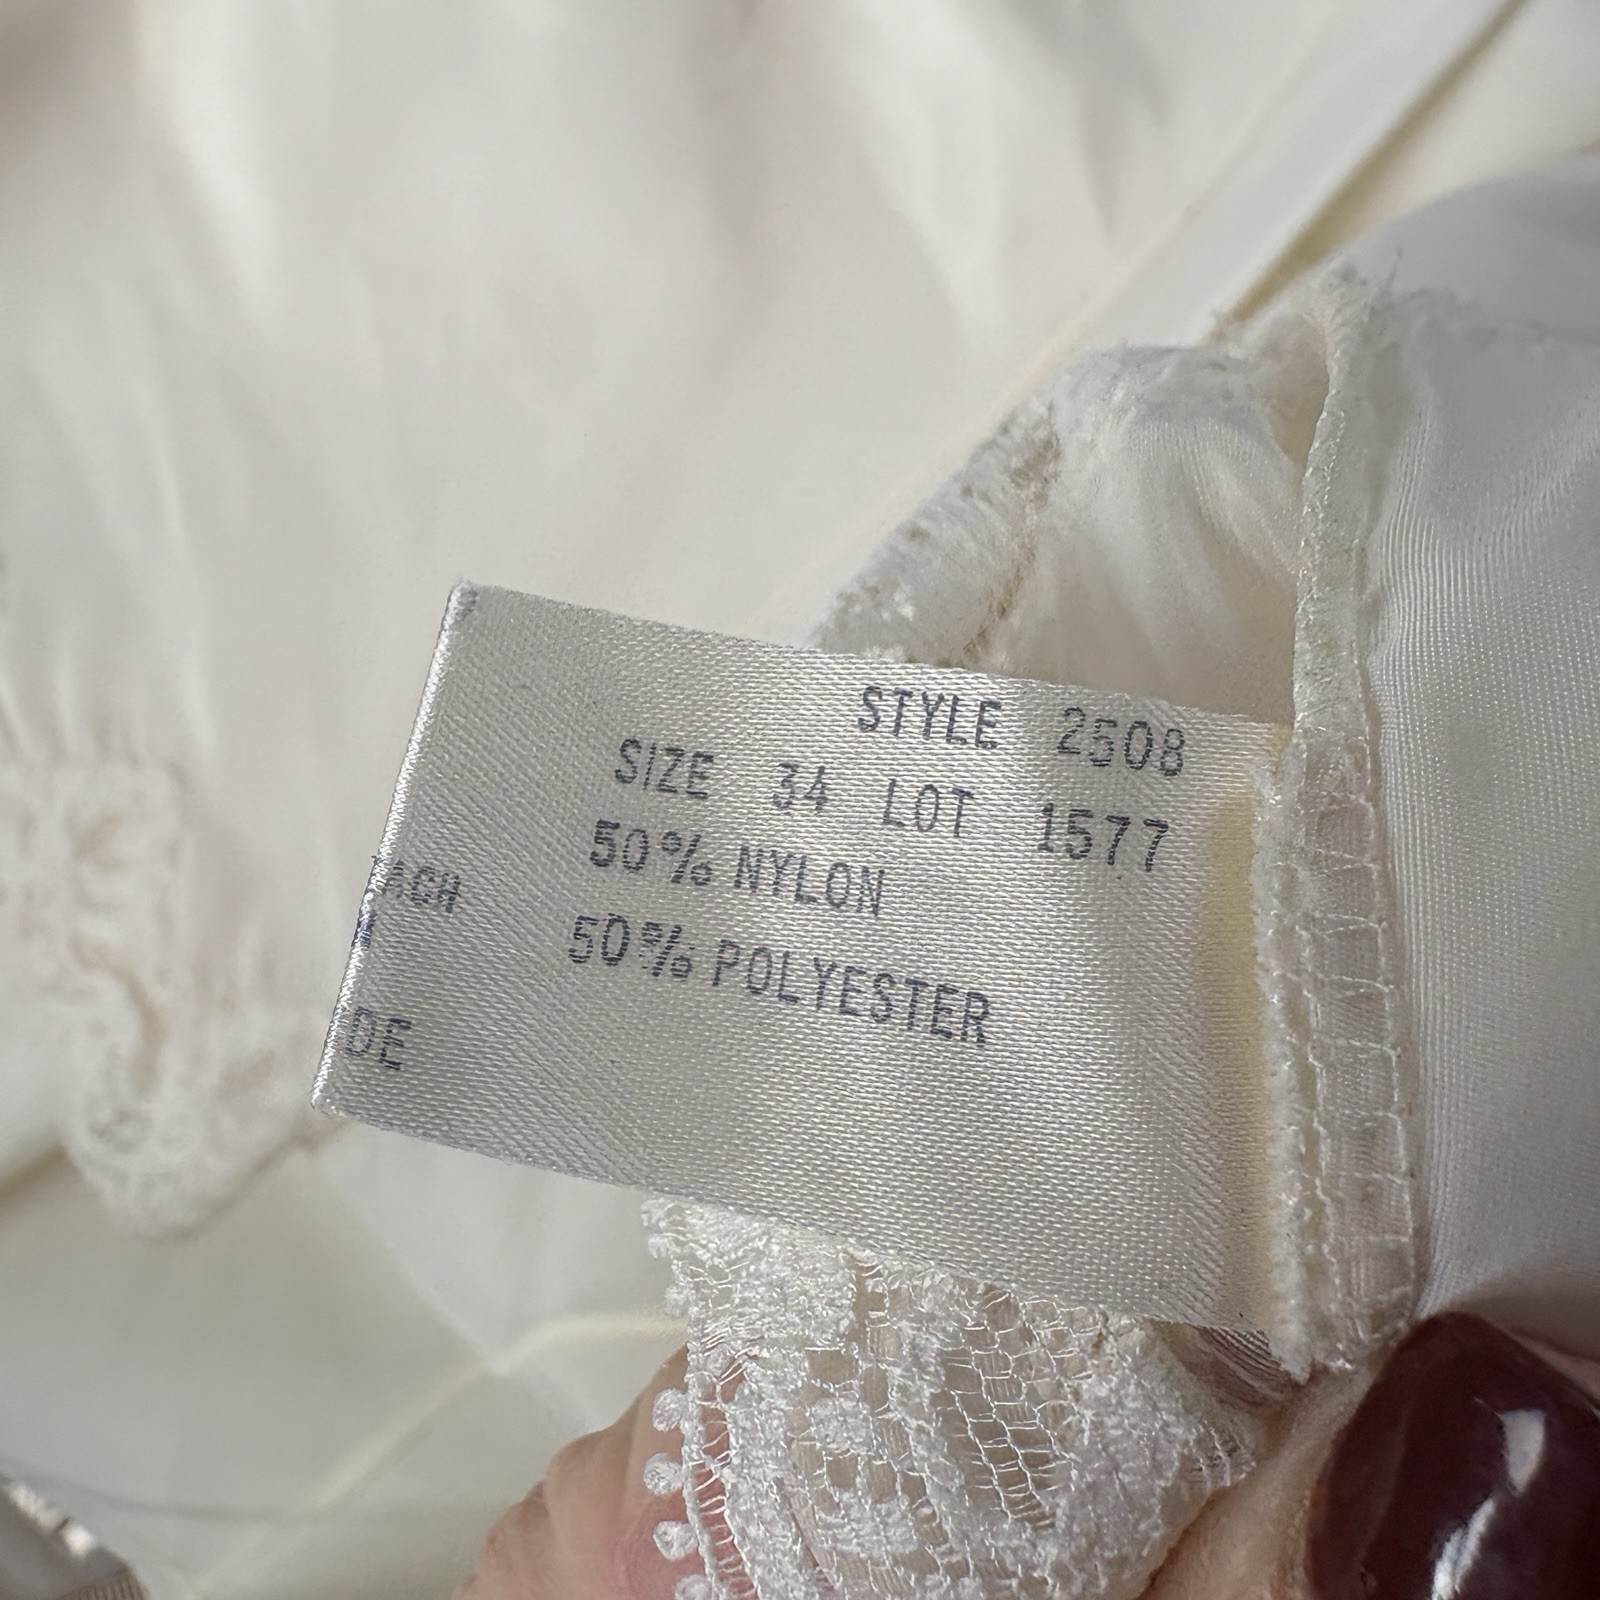 STYLE 2508
SIZE 34 LOT 1577
50% NYLON
50% POLYESTER